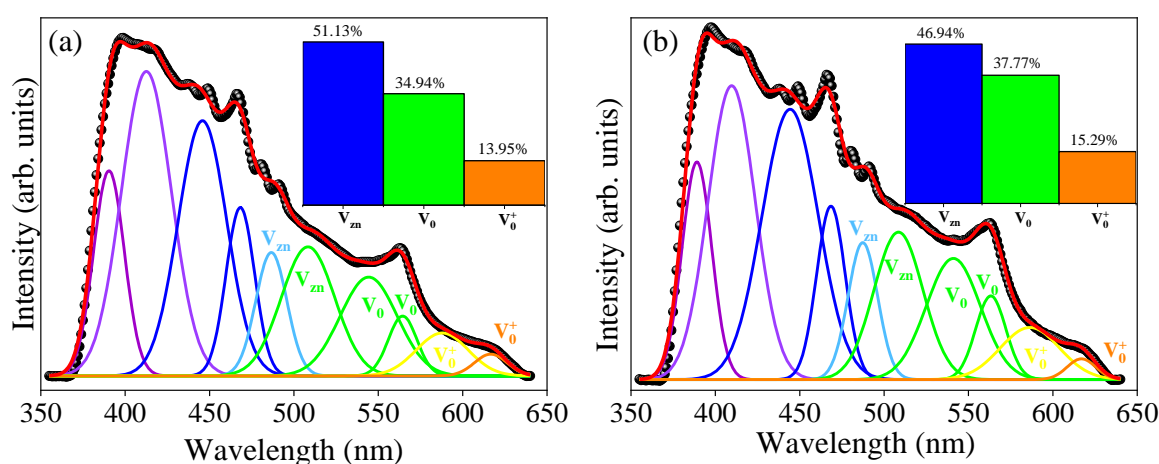 (a)
51.13%
34.94%
13.95%
Vzn
V0
V0+
Vzn
Vzn
V0
V0
V0+
V0+
Intensity (arb. units)
350 400 450 500 550 600 650
Wavelength (nm)
(b)
46.94%
37.77%
15.29%
Vzn
V0
V0+
Vzn
Vzn
V0
V0
V0+
V0+
Intensity (arb. units)
350 400 450 500 550 600 650
Wavelength (nm)